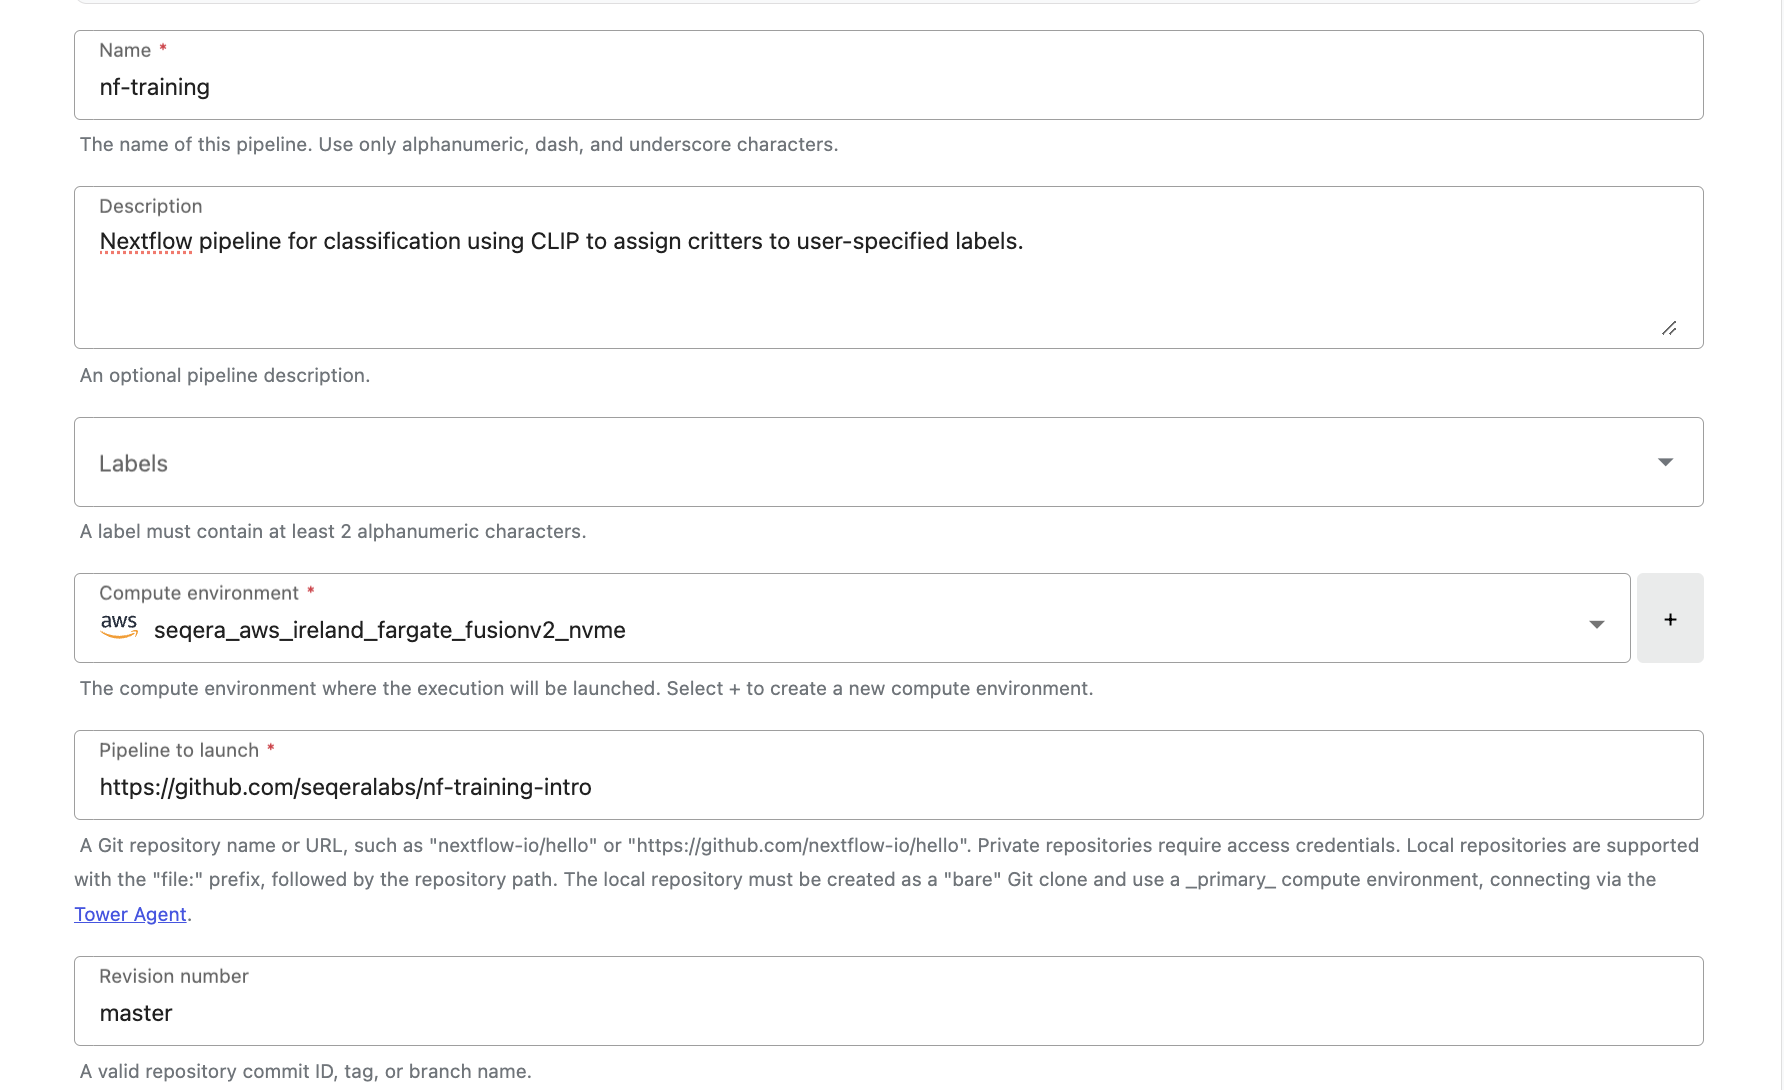 Name *
nf-training
The name of this pipeline. Use only alphanumeric, dash, and underscore characters.
Description
Nextflow pipeline for classification using CLIP to assign critters to user-specified labels.
An optional pipeline description.
Labels
A label must contain at least 2 alphanumeric characters.
Compute environment *
aws seqera_aws_ireland_fargate_fusionv2_nvme
+
The compute environment where the execution will be launched. Select + to create a new compute environment.
Pipeline to launch *
https://github.com/seqeralabs/nf-training-intro
A Git repository name or URL, such as "nextflow-io/hello" or "https://github.com/nextflow-io/hello". Private repositories require access credentials. Local repositories are supported
with the "file:" prefix, followed by the repository path. The local repository must be created as a "bare" Git clone and use a _primary_ compute environment, connecting via the
Tower Agent.
Revision number
master
A valid repository commit ID, tag, or branch name.